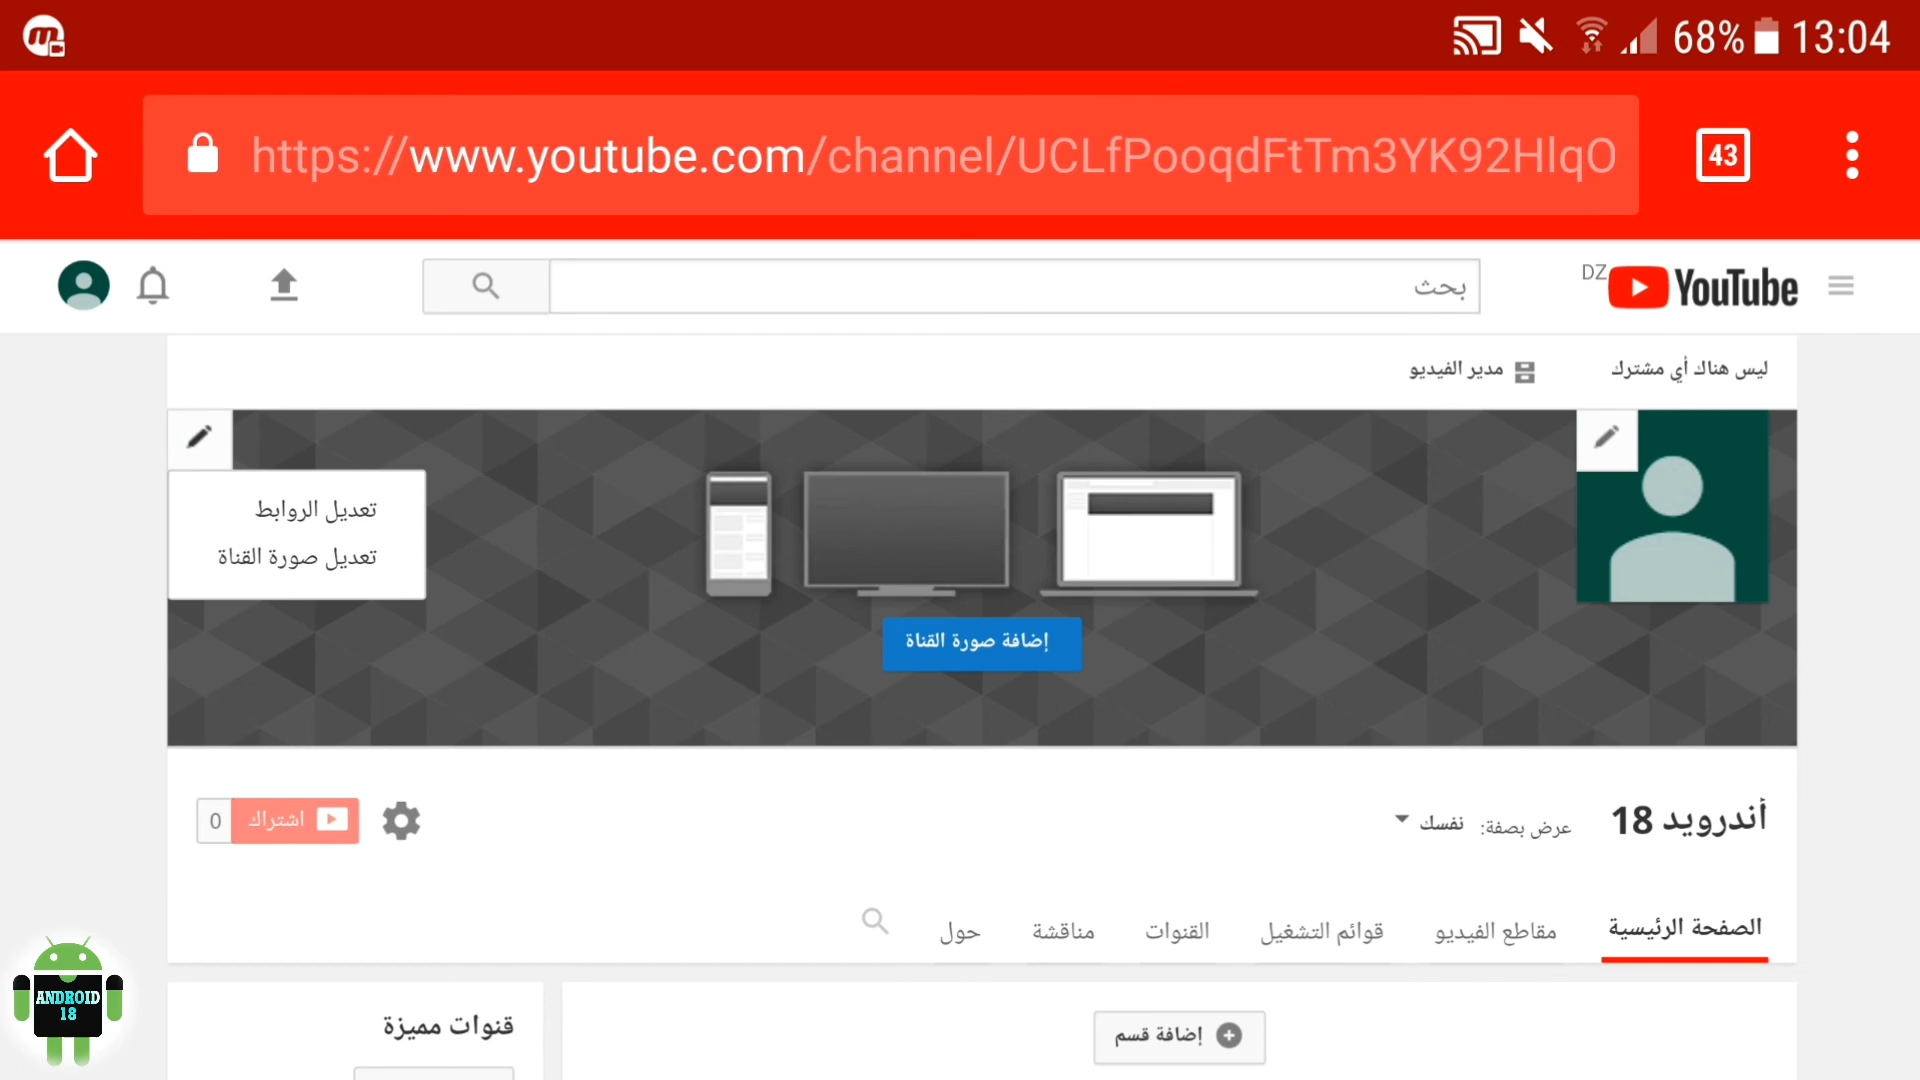 68% 13:04
https://www.youtube.com/channel/UCLfPooqdFtTm3YK92HlqO
43
YouTube DZ
بحث
ليس هناك أي مشترك
مدير الفيديو
تعديل الروابط
تعديل صورة القناة
إضافة صورة القناة
أندرويد 18
عرض بصفة: نفسك
اشتراك 0
الصفحة الرئيسية مقاطع الفيديو قوائم التشغيل القنوات مناقشة حول
إضافة قسم
قنوات مميزة
ANDROID
18